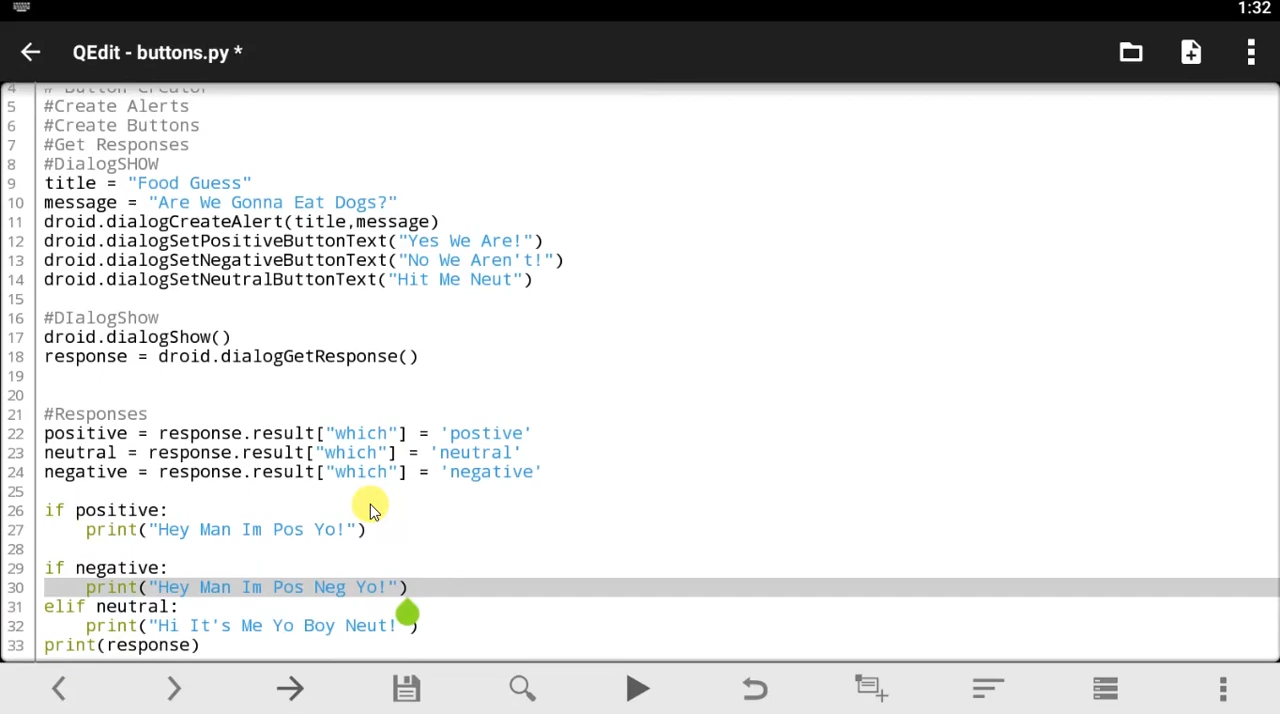 1:32
QEdit - buttons.py *
4 # Button Creator
5 #Create Alerts
6 #Create Buttons
7 #Get Responses
8 #DialogSHOW
9 title = "Food Guess"
10 message = "Are We Gonna Eat Dogs?"
11 droid.dialogCreateAlert(title,message)
12 droid.dialogSetPositiveButtonText("Yes We Are!")
13 droid.dialogSetNegativeButtonText("No We Aren't!")
14 droid.dialogSetNeutralButtonText("Hit Me Neut")
15
16 #DIalogShow
17 droid.dialogShow()
18 response = droid.dialogGetResponse()
19
20
21 #Responses
22 positive = response.result["which"] = 'postive'
23 neutral = response.result["which"] = 'neutral'
24 negative = response.result["which"] = 'negative'
25
26 if positive:
27 print("Hey Man Im Pos Yo!")
28
29 if negative:
30 print("Hey Man Im Pos Neg Yo!")
31 elif neutral:
32 print("Hi It's Me Yo Boy Neut! ")
33 print(response)